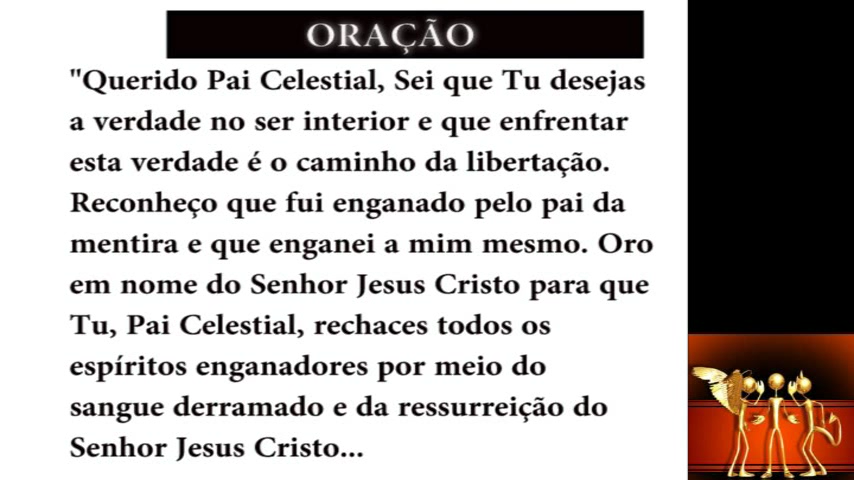 ORAÇÃO
"Querido Pai Celestial, Sei que Tu desejas
a verdade no ser interior e que enfrentar
esta verdade é o caminho da libertação.
Reconheço que fui enganado pelo pai da
mentira e que enganei a mim mesmo. Oro
em nome do Senhor Jesus Cristo para que
Tu, Pai Celestial, rechaces todos os
espíritos enganadores por meio do
sangue derramado e da ressurreição do
Senhor Jesus Cristo...